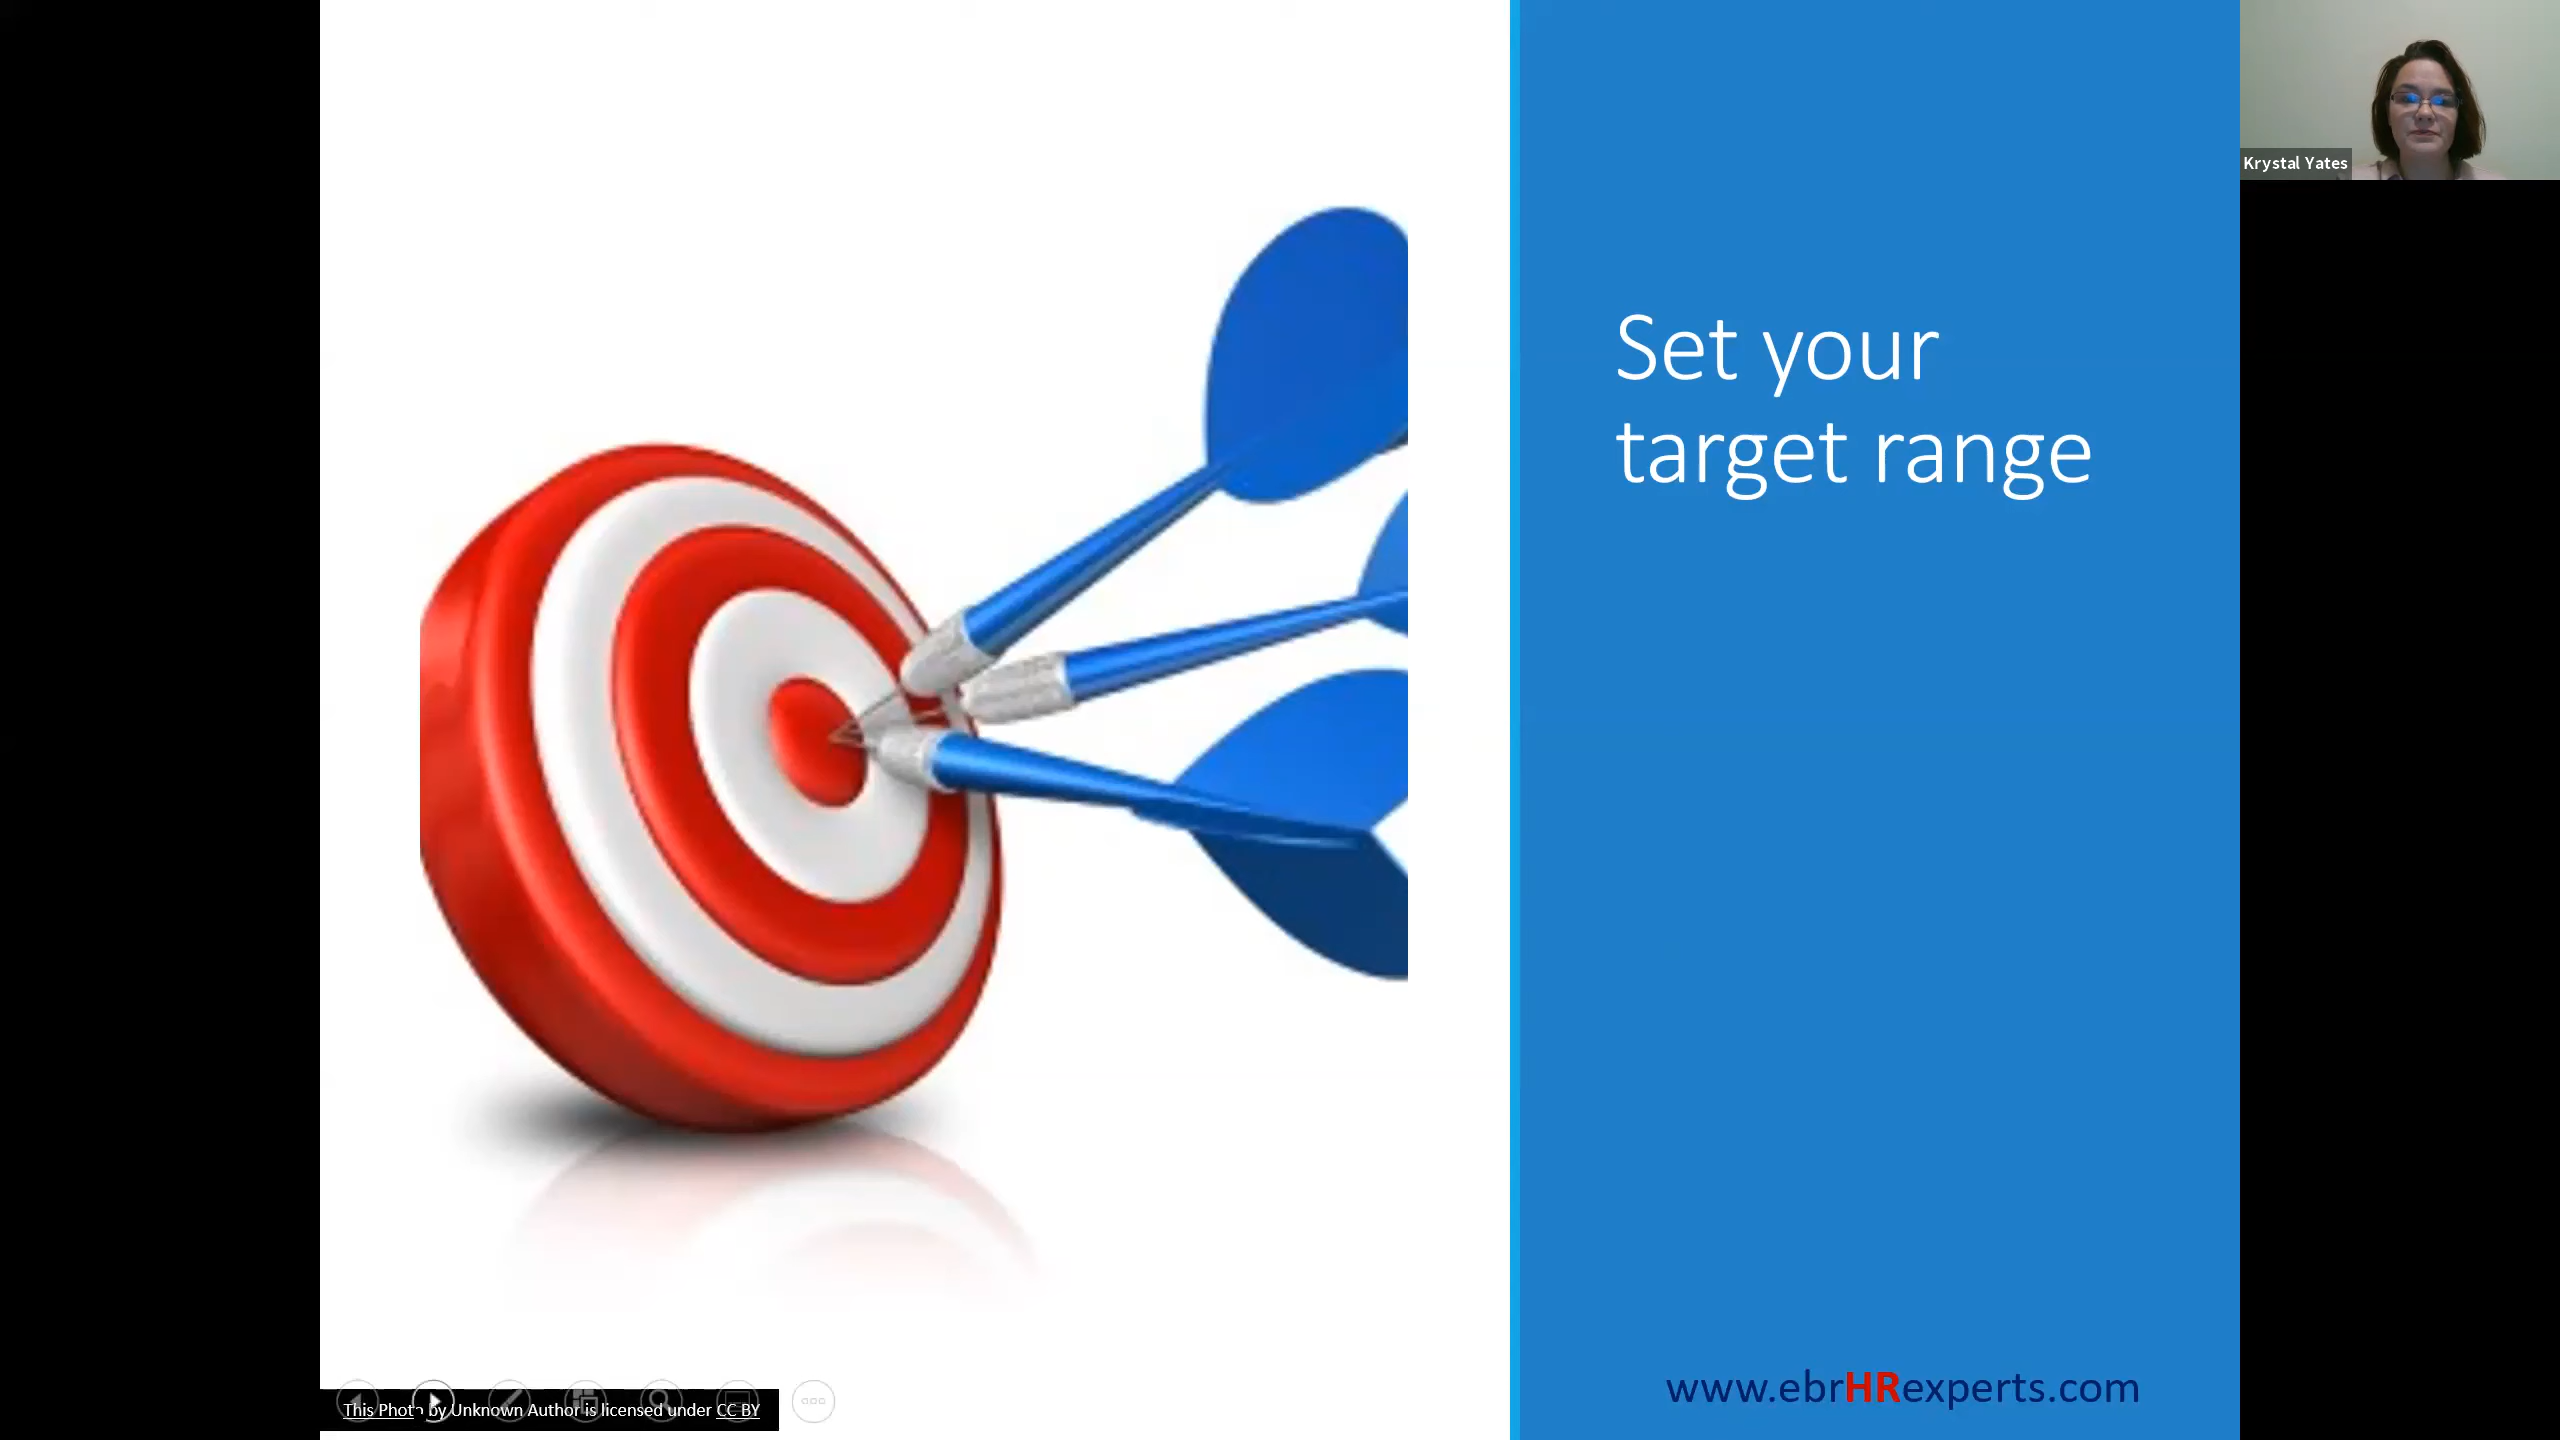 Krystal Yates
Set your
target range
www.ebrHRexperts.com
This Photo by Unknown Author is licensed under CC BY